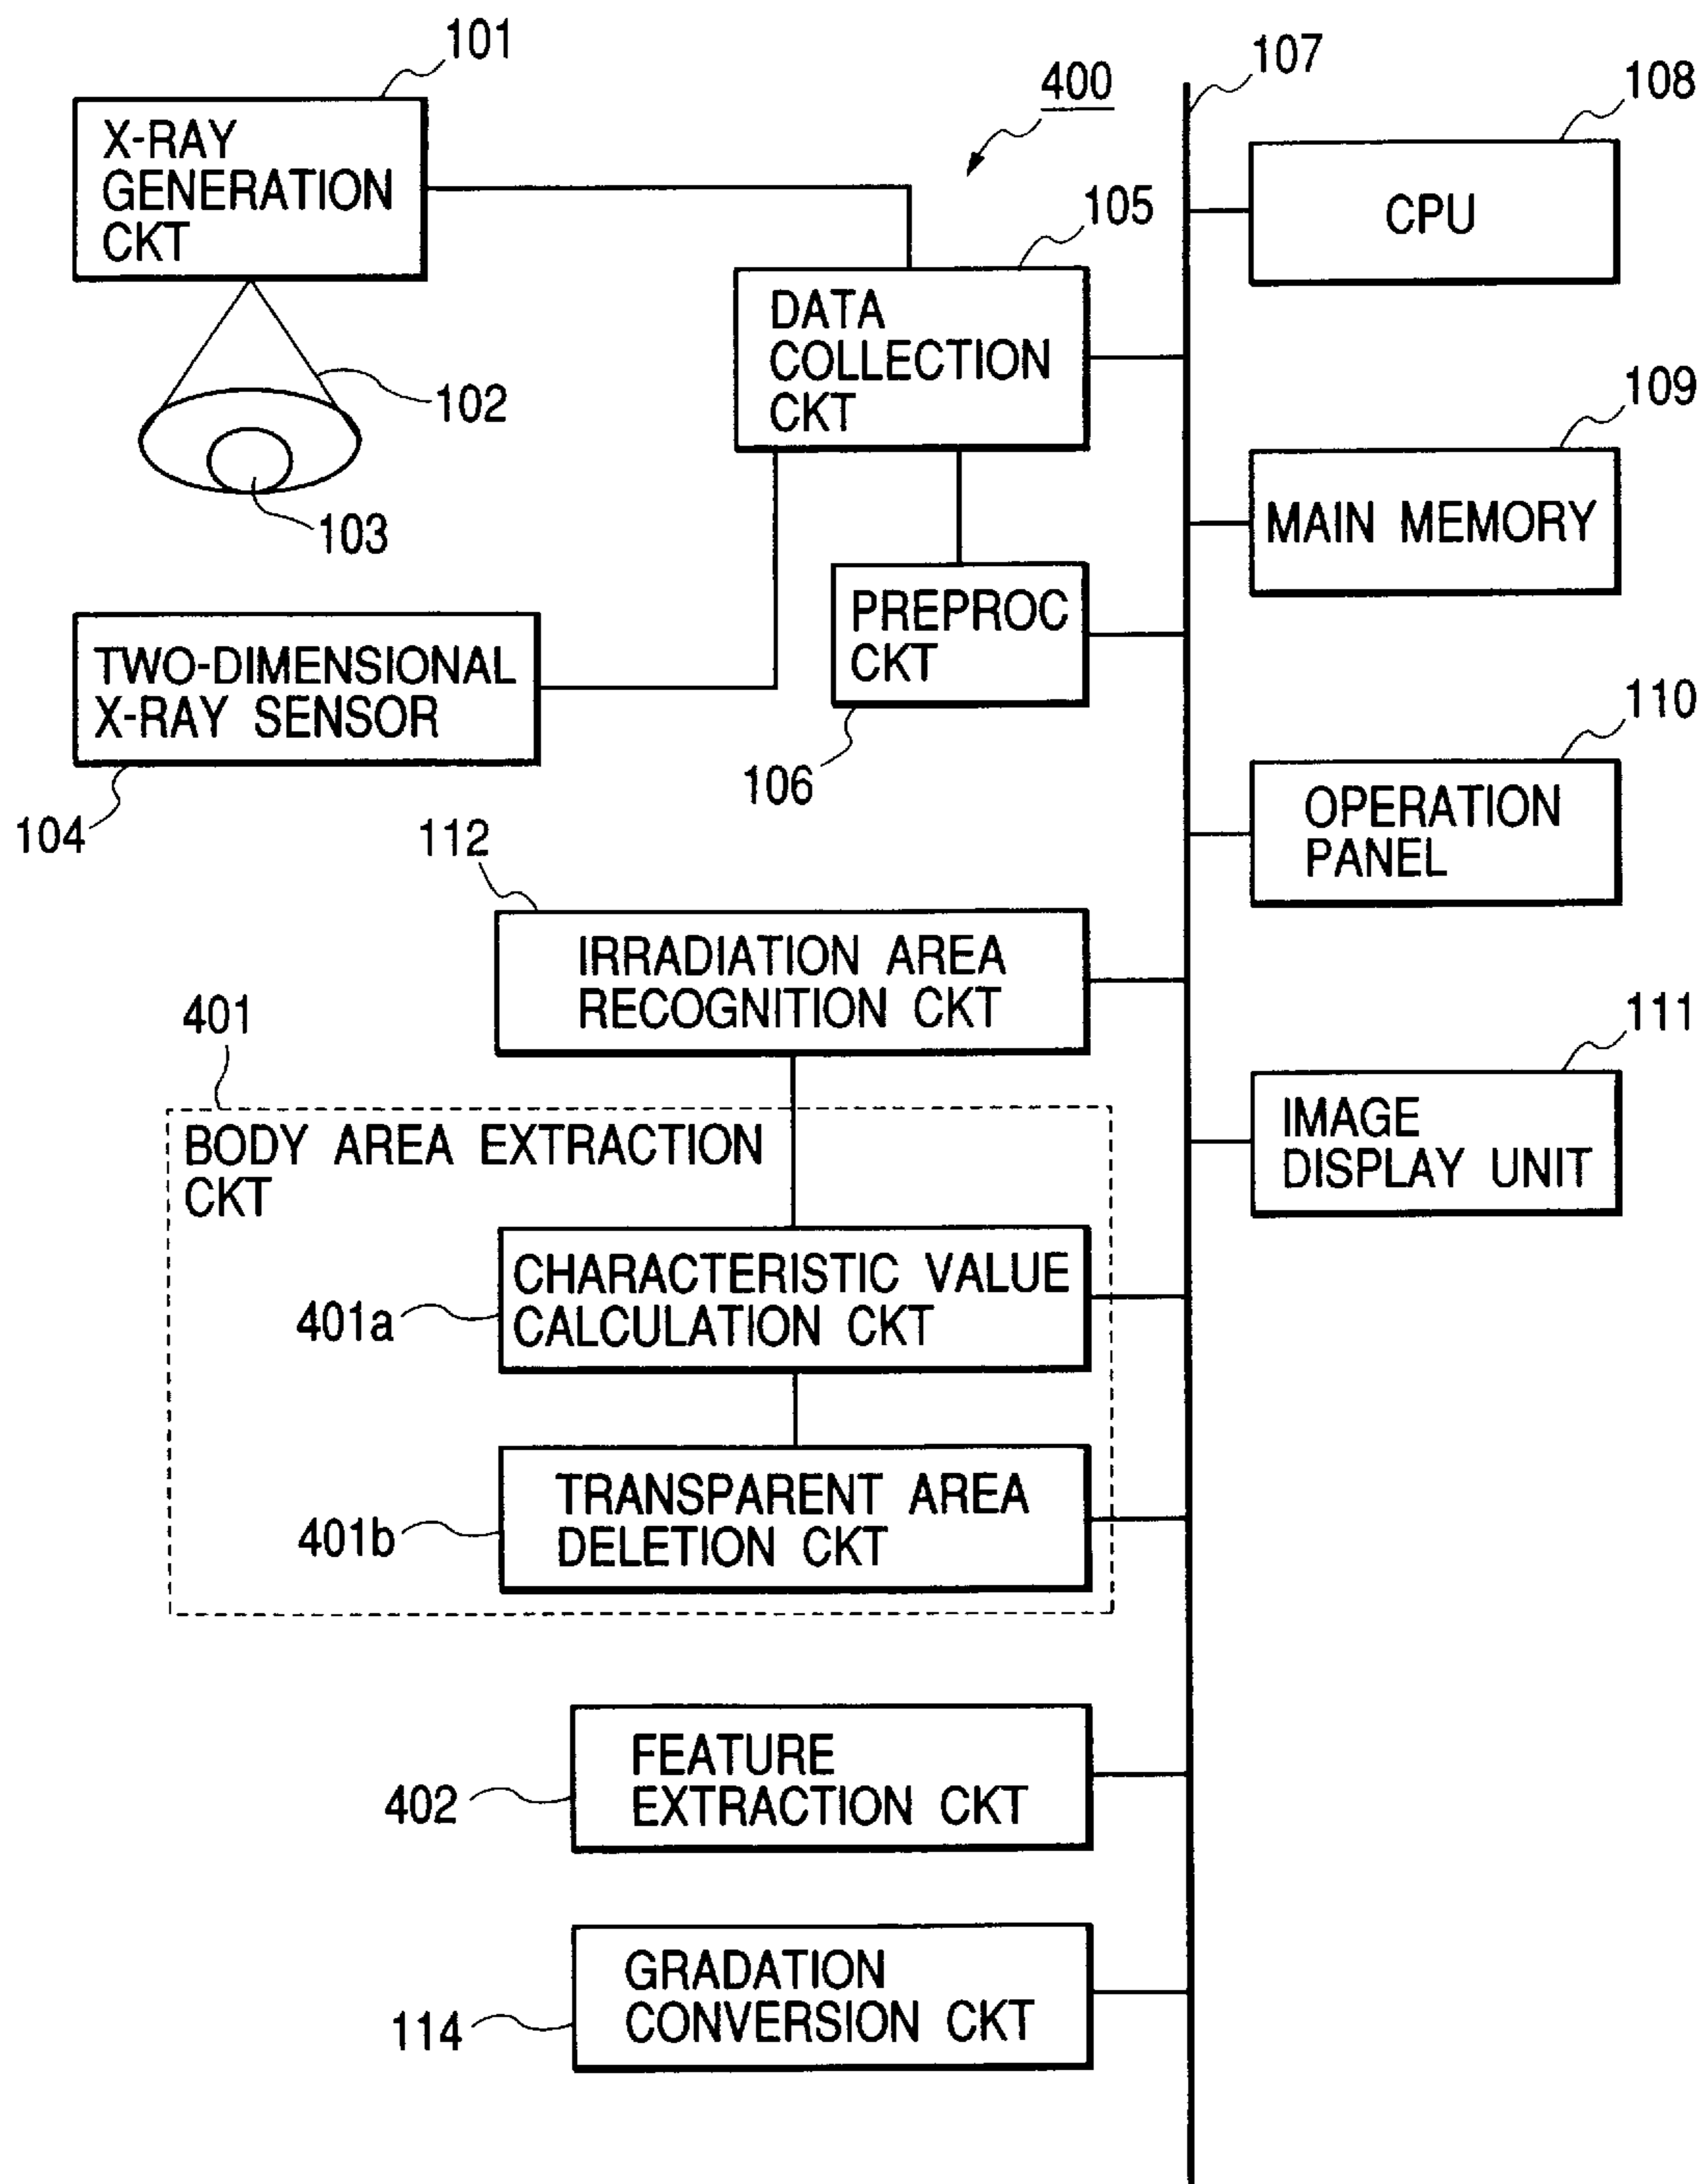 101
X-RAY
GENERATION
CKT
102
103
TWO-DIMENSIONAL
X-RAY SENSOR
104
400
105
DATA
COLLECTION
CKT
PREPROC
CKT
106
107
108
CPU
109
MAIN MEMORY
110
OPERATION
PANEL
111
IMAGE
DISPLAY UNIT
112
IRRADIATION AREA
RECOGNITION CKT
401
BODY AREA EXTRACTION
CKT
401a
CHARACTERISTIC VALUE
CALCULATION CKT
401b
TRANSPARENT AREA
DELETION CKT
402
FEATURE
EXTRACTION CKT
114
GRADATION
CONVERSION CKT